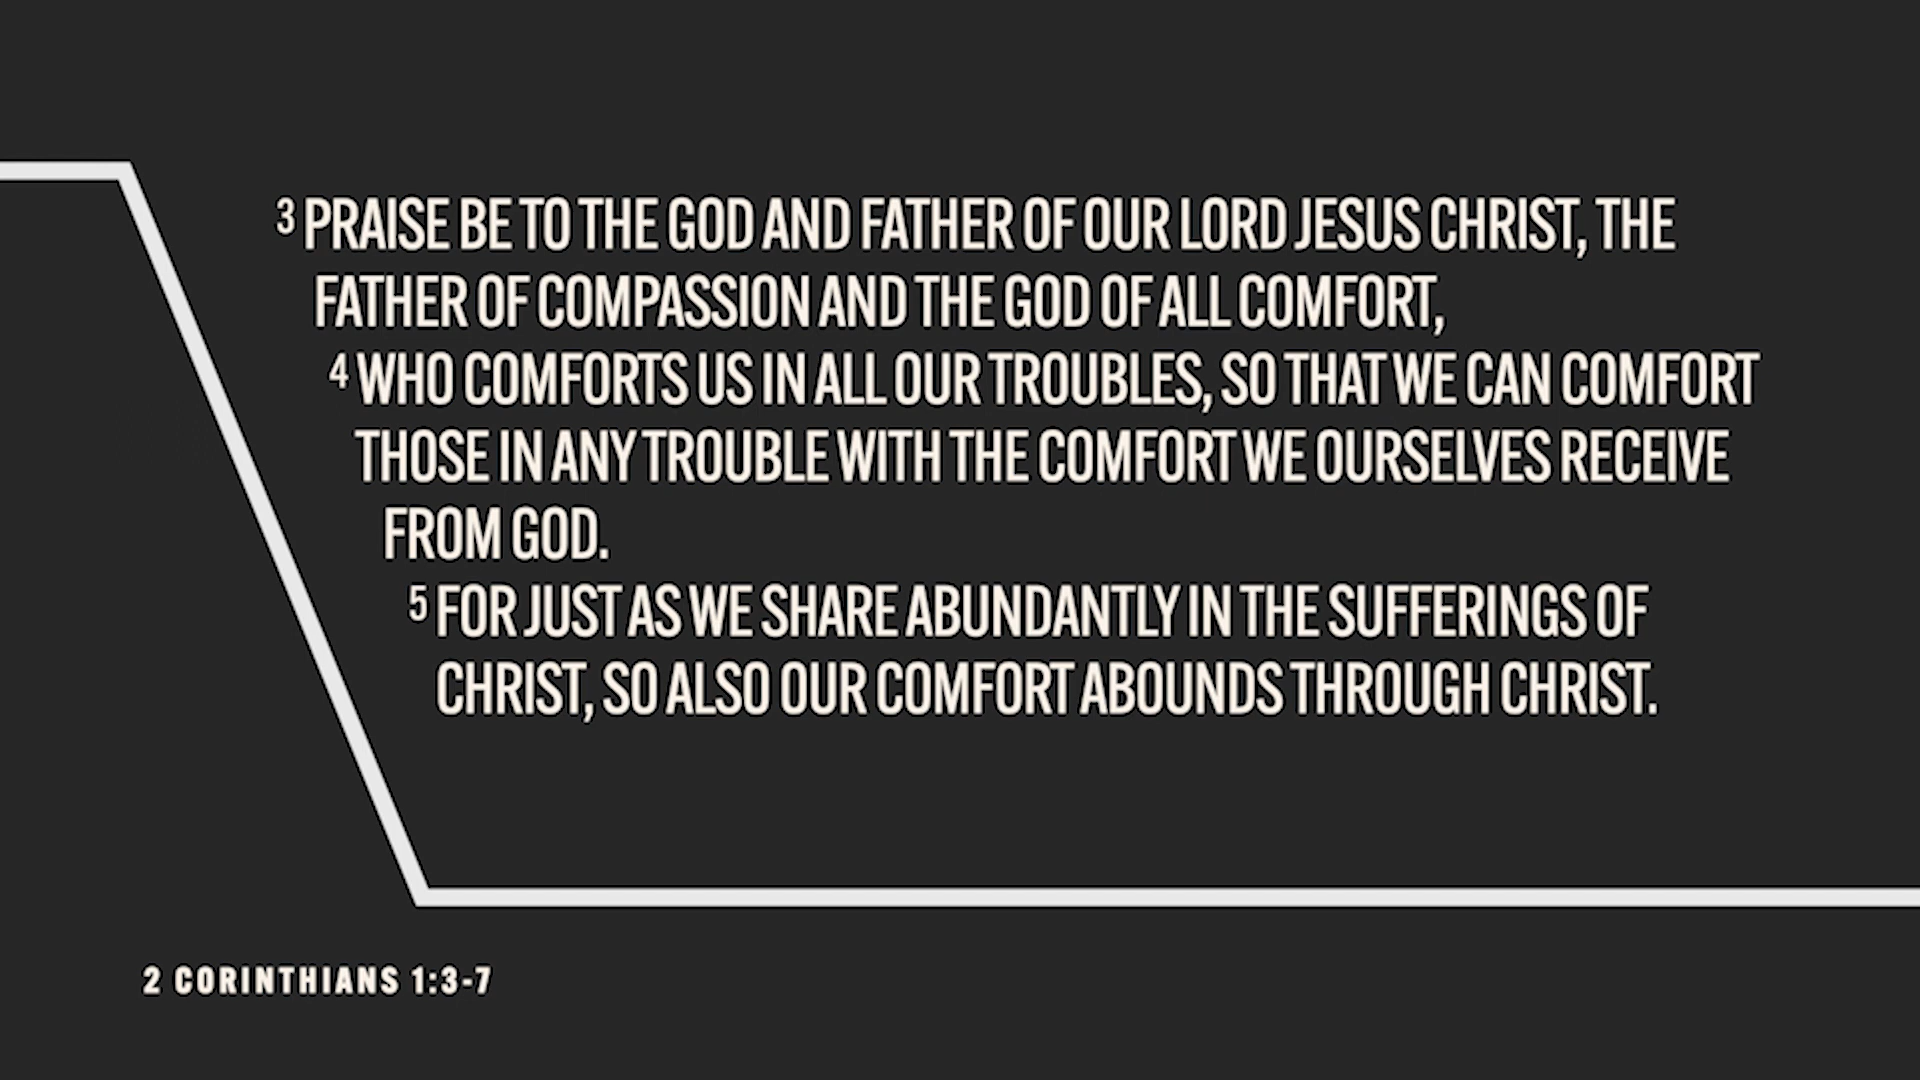 3 PRAISE BE TO THE GOD AND FATHER OF OUR LORD JESUS CHRIST, THE
FATHER OF COMPASSION AND THE GOD OF ALL COMFORT,
4 WHO COMFORTS US IN ALL OUR TROUBLES, SO THAT WE CAN COMFORT
THOSE IN ANY TROUBLE WITH THE COMFORT WE OURSELVES RECEIVE
FROM GOD.
5 FOR JUST AS WE SHARE ABUNDANTLY IN THE SUFFERINGS OF
CHRIST, SO ALSO OUR COMFORT ABOUNDS THROUGH CHRIST.
2 CORINTHIANS 1:3-7